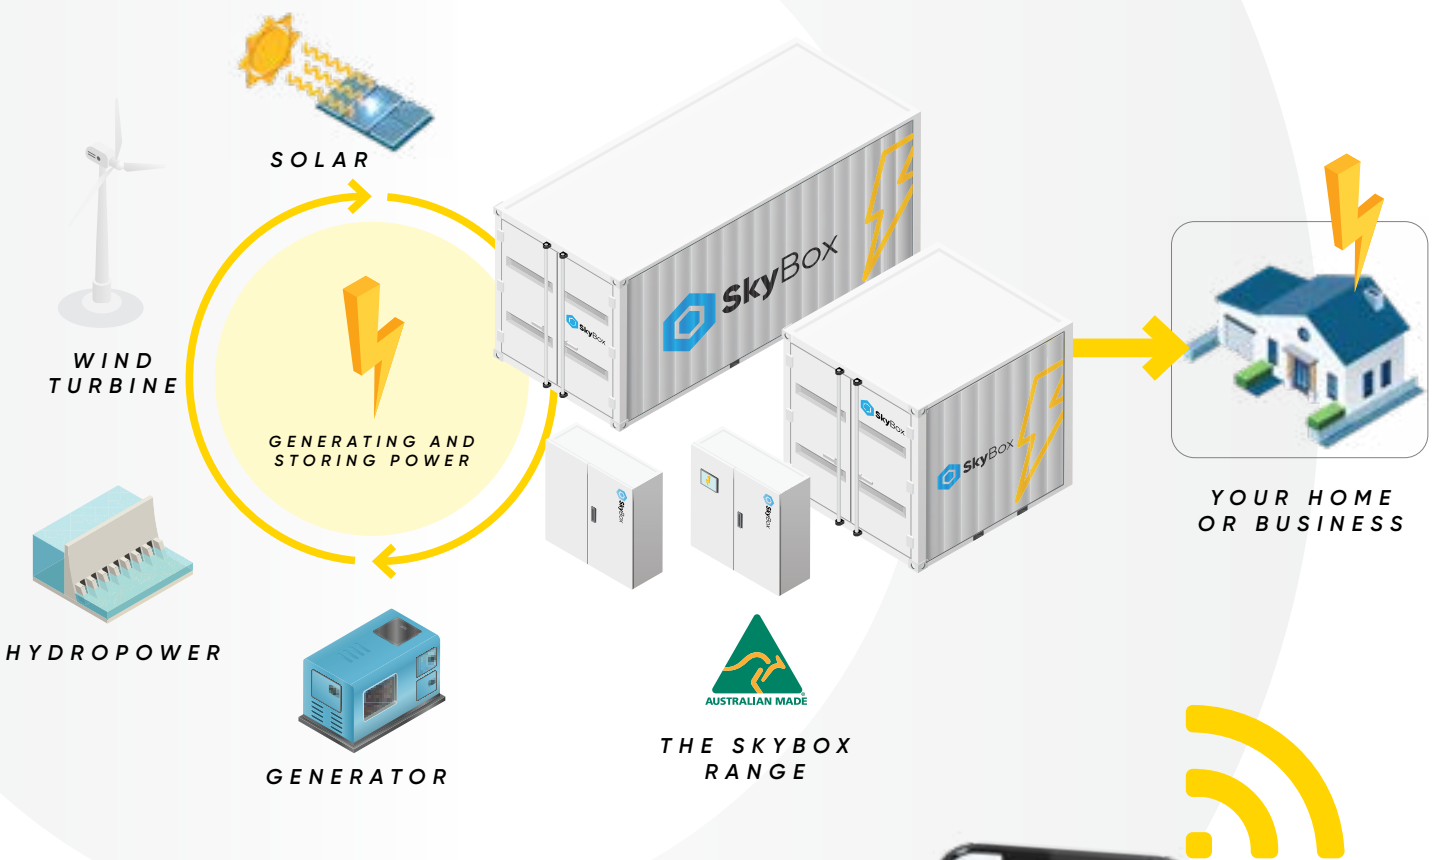 SOLAR
WIND
TURBINE
GENERATING AND
STORING POWER
HYDROPOWER
GENERATOR
SkyBox
SkyBox
SkyBox
SkyBox
SkyBox
SkyBox
AUSTRALIAN MADE
THE SKYBOX
RANGE
YOUR HOME
OR BUSINESS